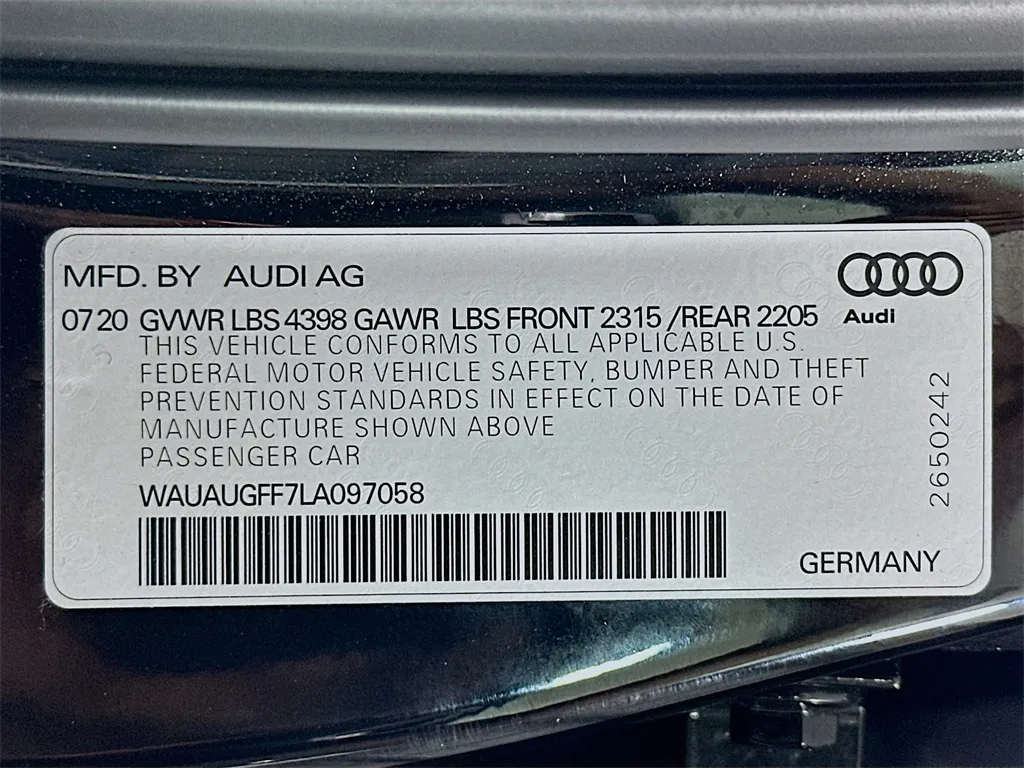 MFD. BY AUDI AG
0720 GVWR LBS 4398 GAWR LBS FRONT 2315 /REAR 2205
Audi
THIS VEHICLE CONFORMS TO ALL APPLICABLE U.S.
FEDERAL MOTOR VEHICLE SAFETY, BUMPER AND THEFT
PREVENTION STANDARDS IN EFFECT ON THE DATE OF
MANUFACTURE SHOWN ABOVE
PASSENGER CAR
WAUAUGFF7LA097058
GERMANY
2650242